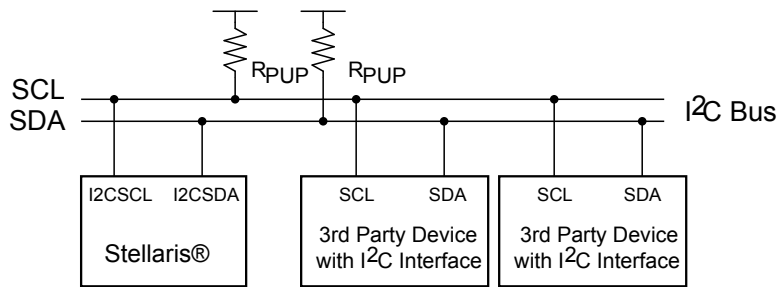 RPUP RPUP
SCL
SDA
I²C Bus
I2CSCL I2CSDA
Stellaris®
SCL SDA
3rd Party Device
with I²C Interface
SCL SDA
3rd Party Device
with I²C Interface